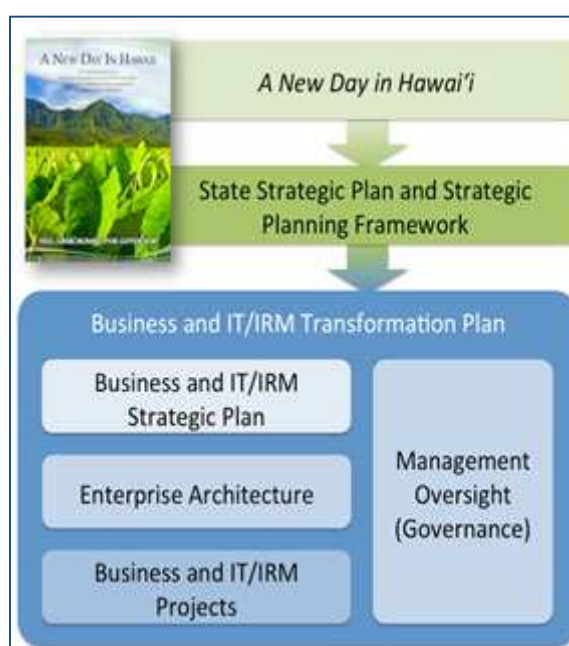 A NEW DAY IN HAWAII
A New Day in Hawai‘i
State Strategic Plan and Strategic
Planning Framework
Business and IT/IRM Transformation Plan
Business and IT/IRM
Strategic Plan
Enterprise Architecture
Business and IT/IRM
Projects
Management
Oversight
(Governance)